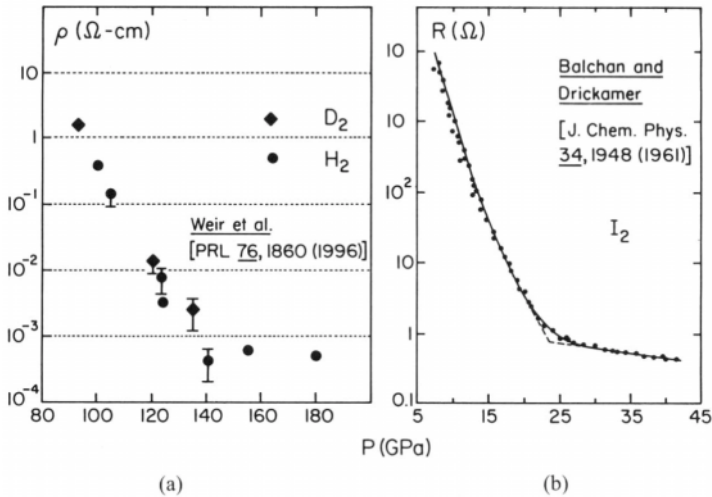 ρ (Ω-cm)
10
1
10⁻¹
10⁻²
10⁻³
10⁻⁴
D₂
H₂
Weir et al.
[PRL 76, 1860 (1996)]
80 100 120 140 160 180
(a)
R (Ω)
10
10
10²
10
1
0.1
Balchan and
Drickamer
[J. Chem. Phys.
34, 1948 (1961)]
I₂
5 15 25 35 45
P (GPa)
(b)